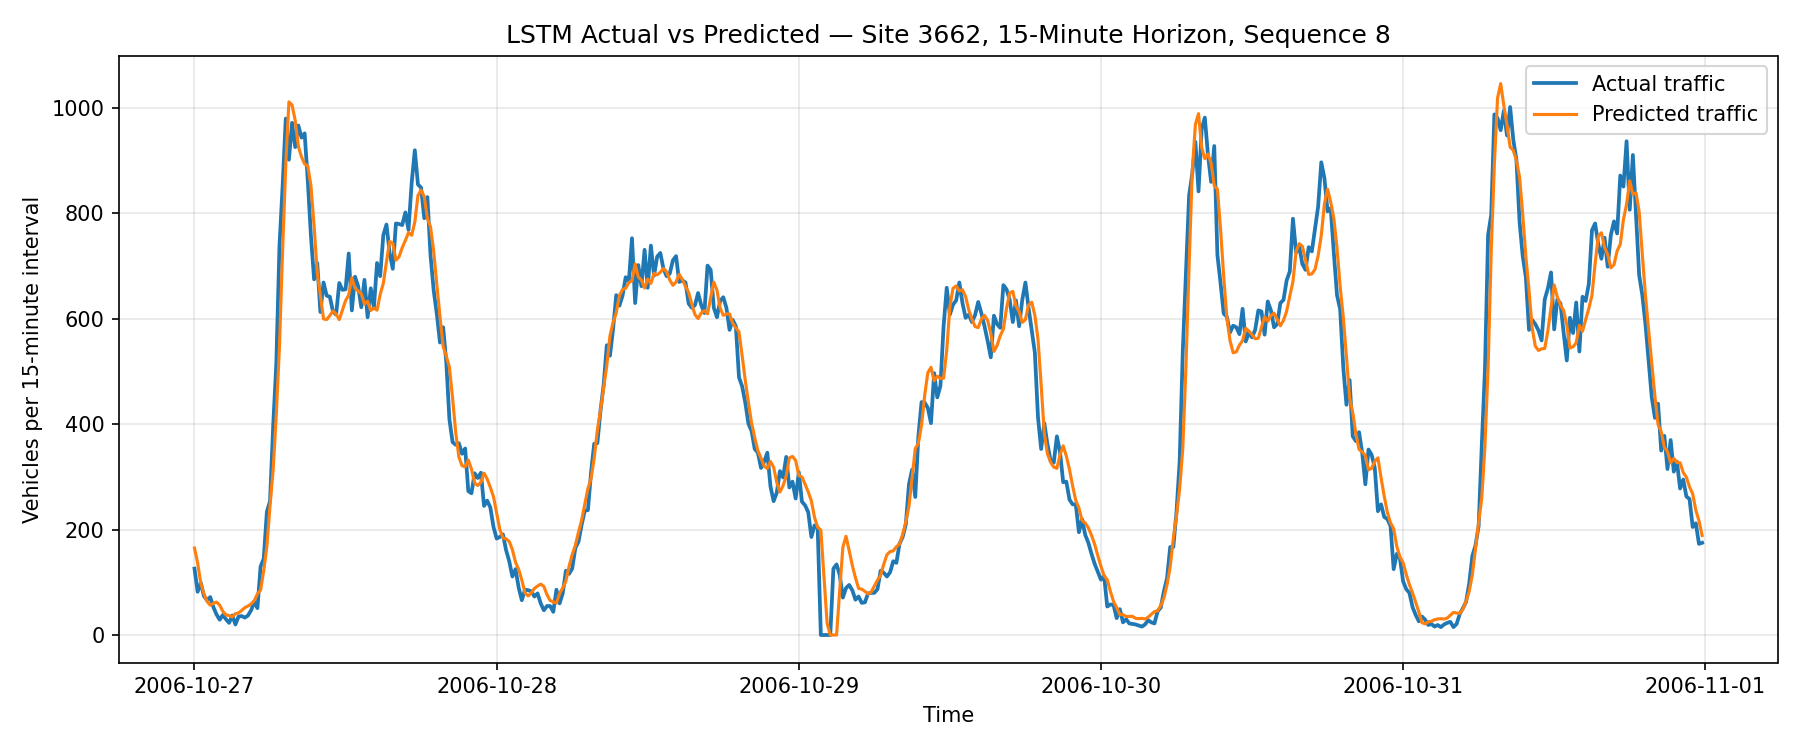 LSTM Actual vs Predicted — Site 3662, 15-Minute Horizon, Sequence 8
Actual traffic
Predicted traffic
Vehicles per 15-minute interval
1000
800
600
400
200
0
2006-10-27
2006-10-28
2006-10-29
2006-10-30
2006-10-31
2006-11-01
Time